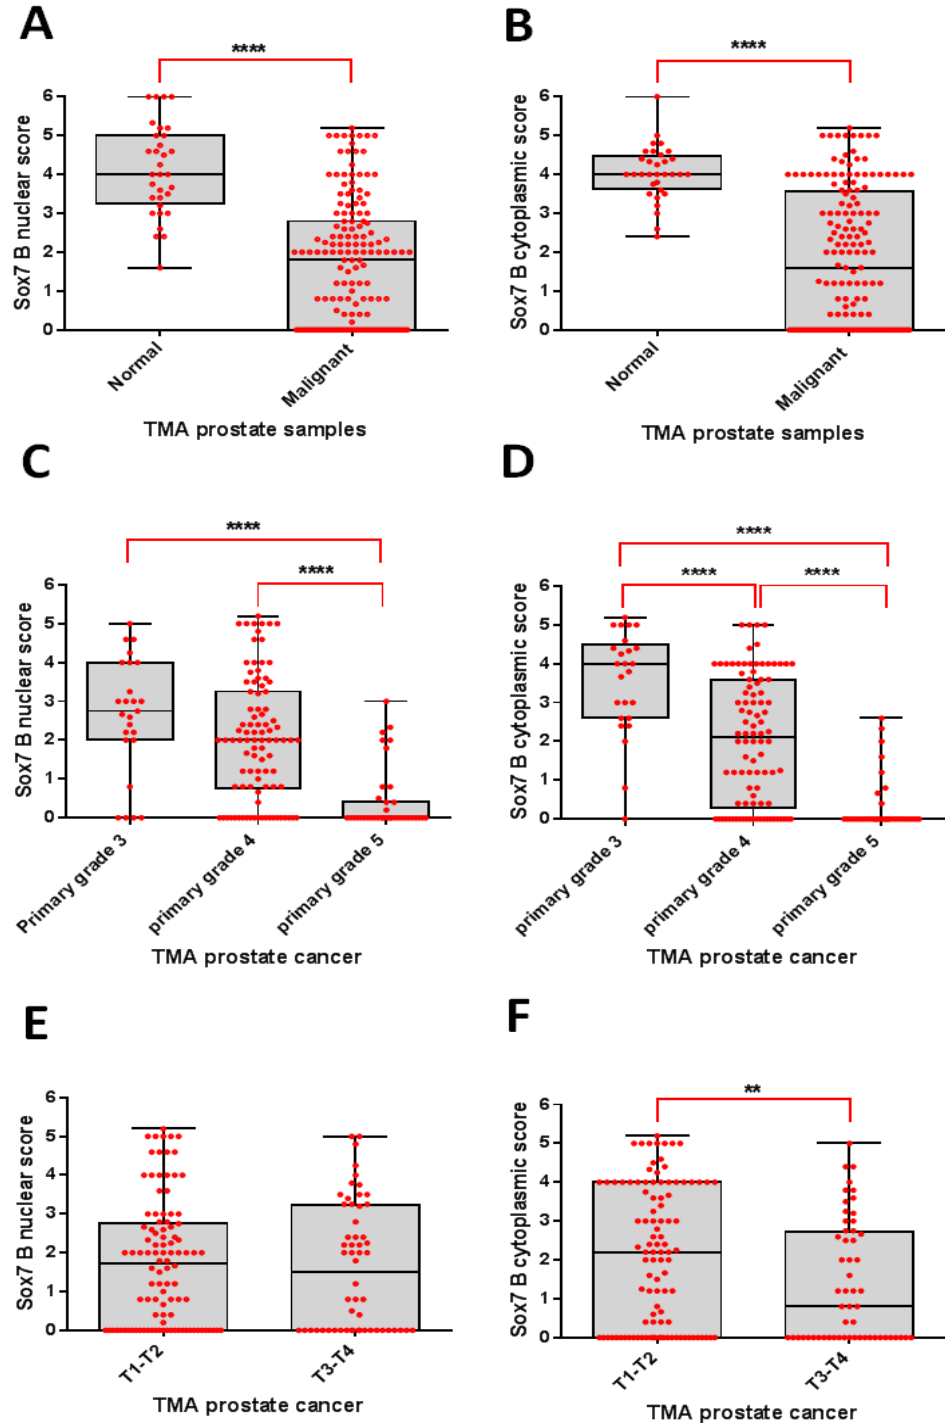 A
****
Sox7 B nuclear score
6
5
4
3
2
1
0
Normal
Malignant
TMA prostate samples
B
****
Sox7 B cytoplasmic score
6
5
4
3
2
1
0
Normal
Malignant
TMA prostate samples
C
****
****
Sox7 B nuclear score
6
5
4
3
2
1
0
Primary grade 3
primary grade 4
primary grade 5
TMA prostate cancer
D
****
****
****
Sox7 B cytoplasmic score
6
5
4
3
2
1
0
primary grade 3
primary grade 4
primary grade 5
TMA prostate cancer
E
Sox7 B nuclear score
6
5
4
3
2
1
0
T1-T2
T3-T4
TMA prostate cancer
F
**
Sox7 B cytoplasmic score
6
5
4
3
2
1
0
T1-T2
T3-T4
TMA prostate cancer